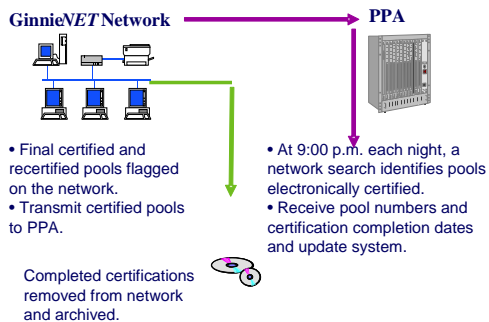 GinnieNET Network
PPA
• Final certified and
recertified pools flagged
on the network.
• Transmit certified pools
to PPA.
• At 9:00 p.m. each night, a
network search identifies pools
electronically certified.
• Receive pool numbers and
certification completion dates
and update system.
Completed certifications
removed from network
and archived.